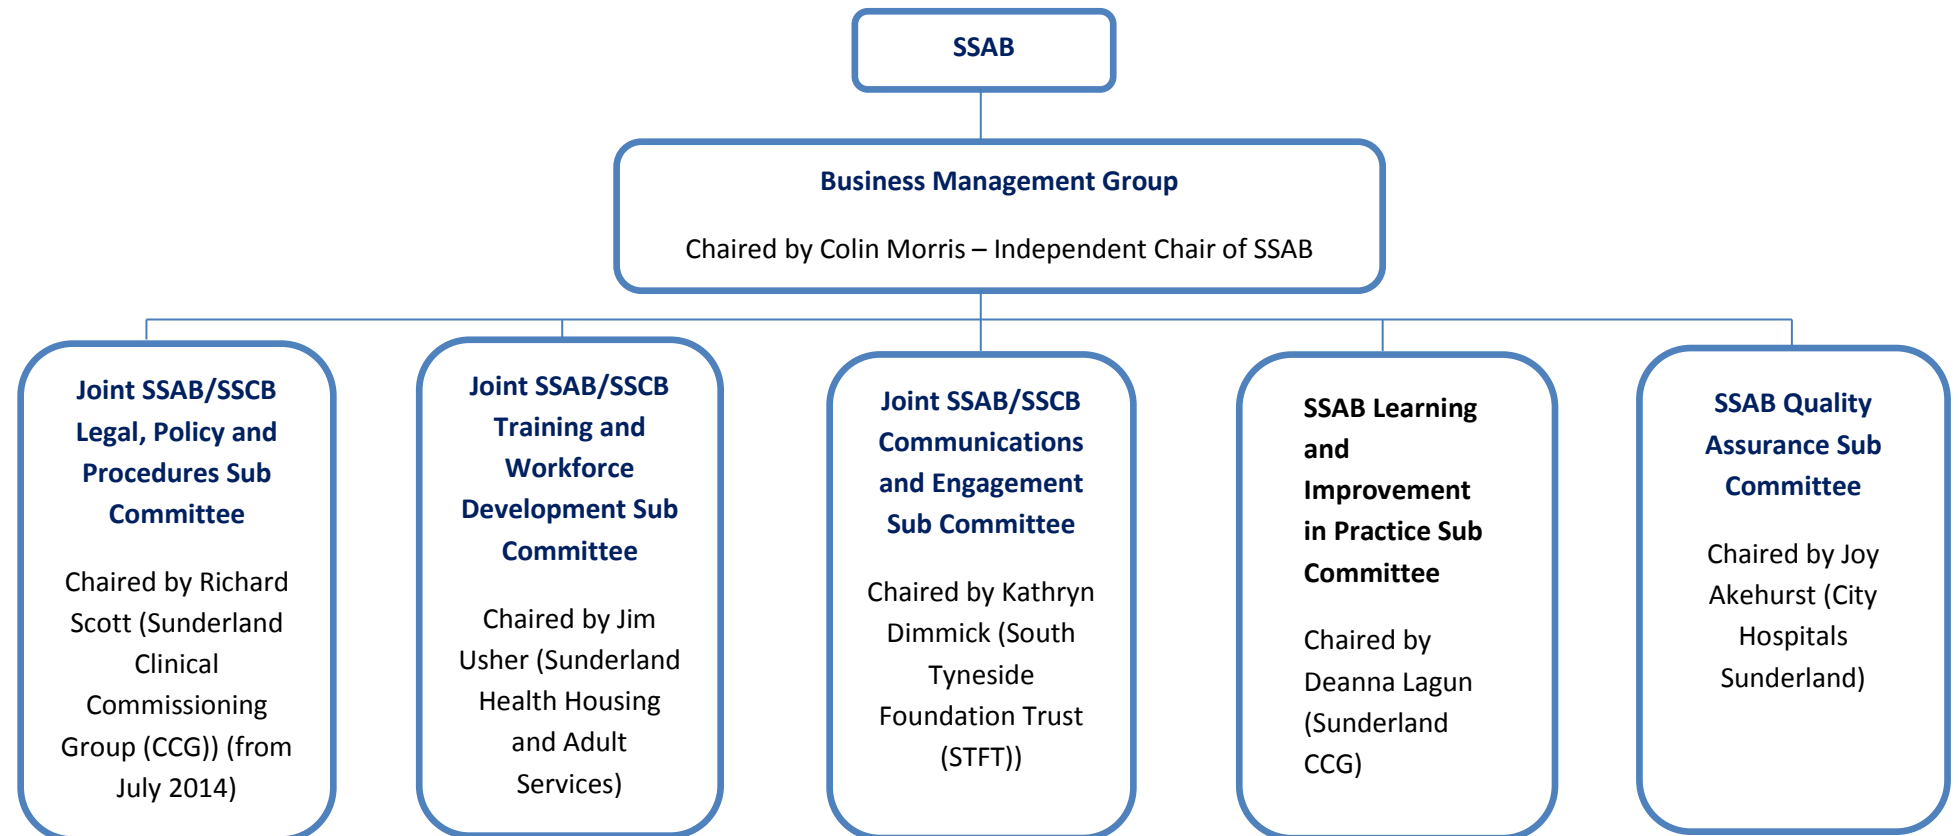 SSAB
Business Management Group
Chaired by Colin Morris – Independent Chair of SSAB
Joint SSAB/SSCB
Legal, Policy and
Procedures Sub
Committee
Chaired by Richard
Scott (Sunderland
Clinical
Commissioning
Group (CCG)) (from
July 2014)
Joint SSAB/SSCB
Training and
Workforce
Development Sub
Committee
Chaired by Jim
Usher (Sunderland
Health Housing
and Adult
Services)
Joint SSAB/SSCB
Communications
and Engagement
Sub Committee
Chaired by Kathryn
Dimmick (South
Tyneside
Foundation Trust
(STFT))
SSAB Learning
and
Improvement
in Practice Sub
Committee
Chaired by
Deanna Lagun
(Sunderland
CCG)
SSAB Quality
Assurance Sub
Committee
Chaired by Joy
Akehurst (City
Hospitals
Sunderland)